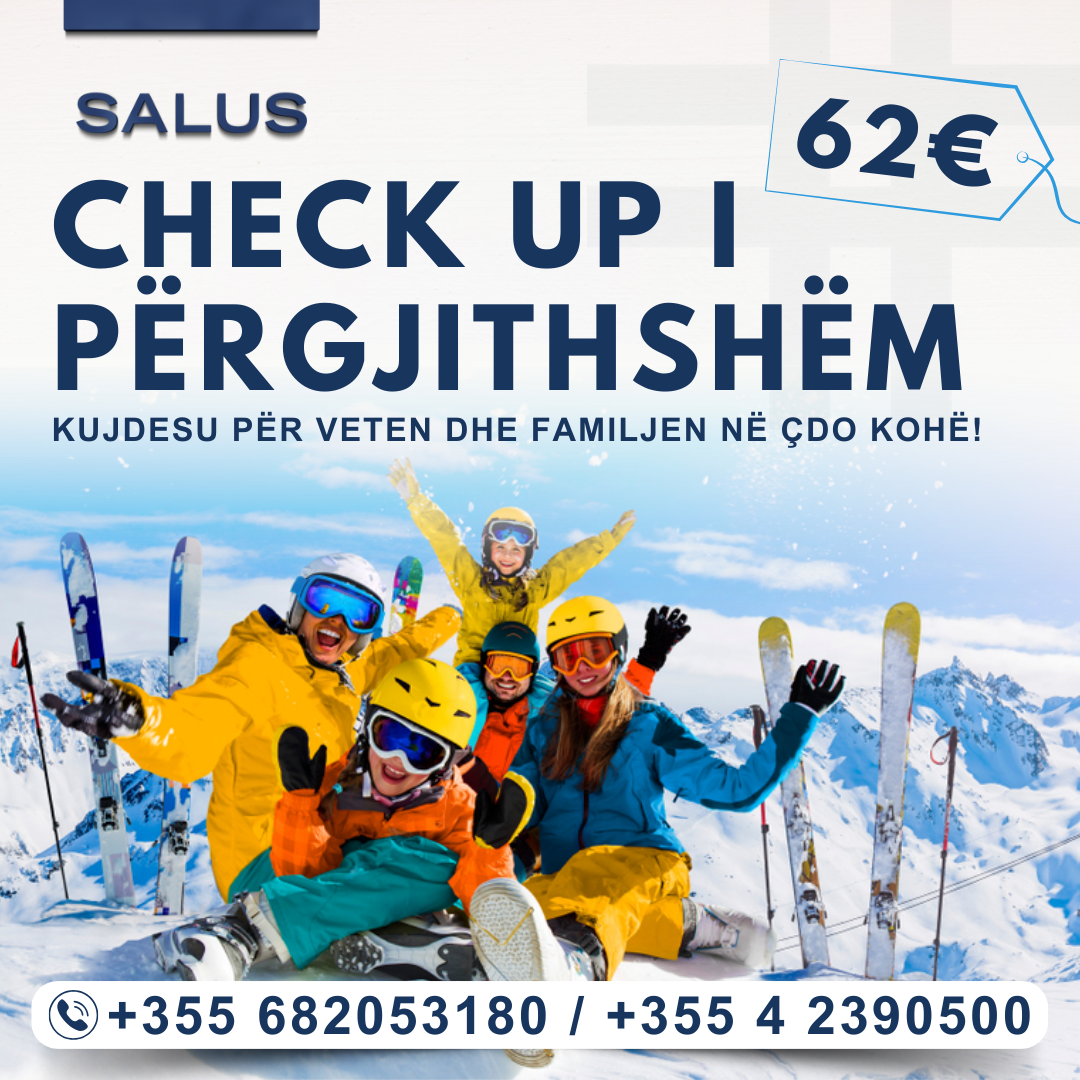 SALUS
62€
CHECK UP I
PËRGJITHSHËM
KUJDESU PËR VETEN DHE FAMILJEN NË ÇDO KOHË!
+355 682053180 / +355 4 2390500